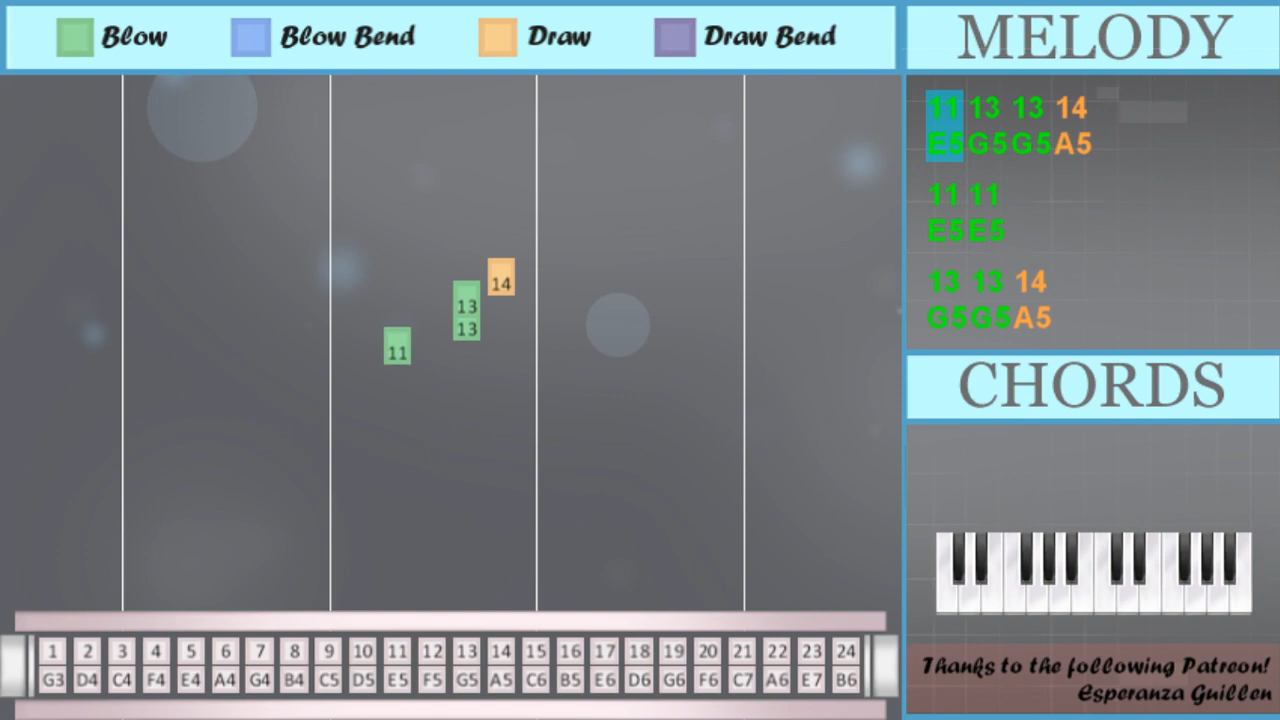 Blow Blow Bend Draw Draw Bend
MELODY
11 13 13 14
E5 G5 G5 A5
11 11
E5 E5
13 13 14
G5 G5 A5
14
13
13
11
CHORDS
1 2 3 4 5 6 7 8 9 10 11 12 13 14 15 16 17 18 19 20 21 22 23 24
G3 D4 C4 F4 E4 A4 G4 B4 C5 D5 E5 F5 G5 A5 C6 B5 E6 D6 G6 F6 C7 A6 E7 B6
Thanks to the following Patreon!
Esperanza Guillen